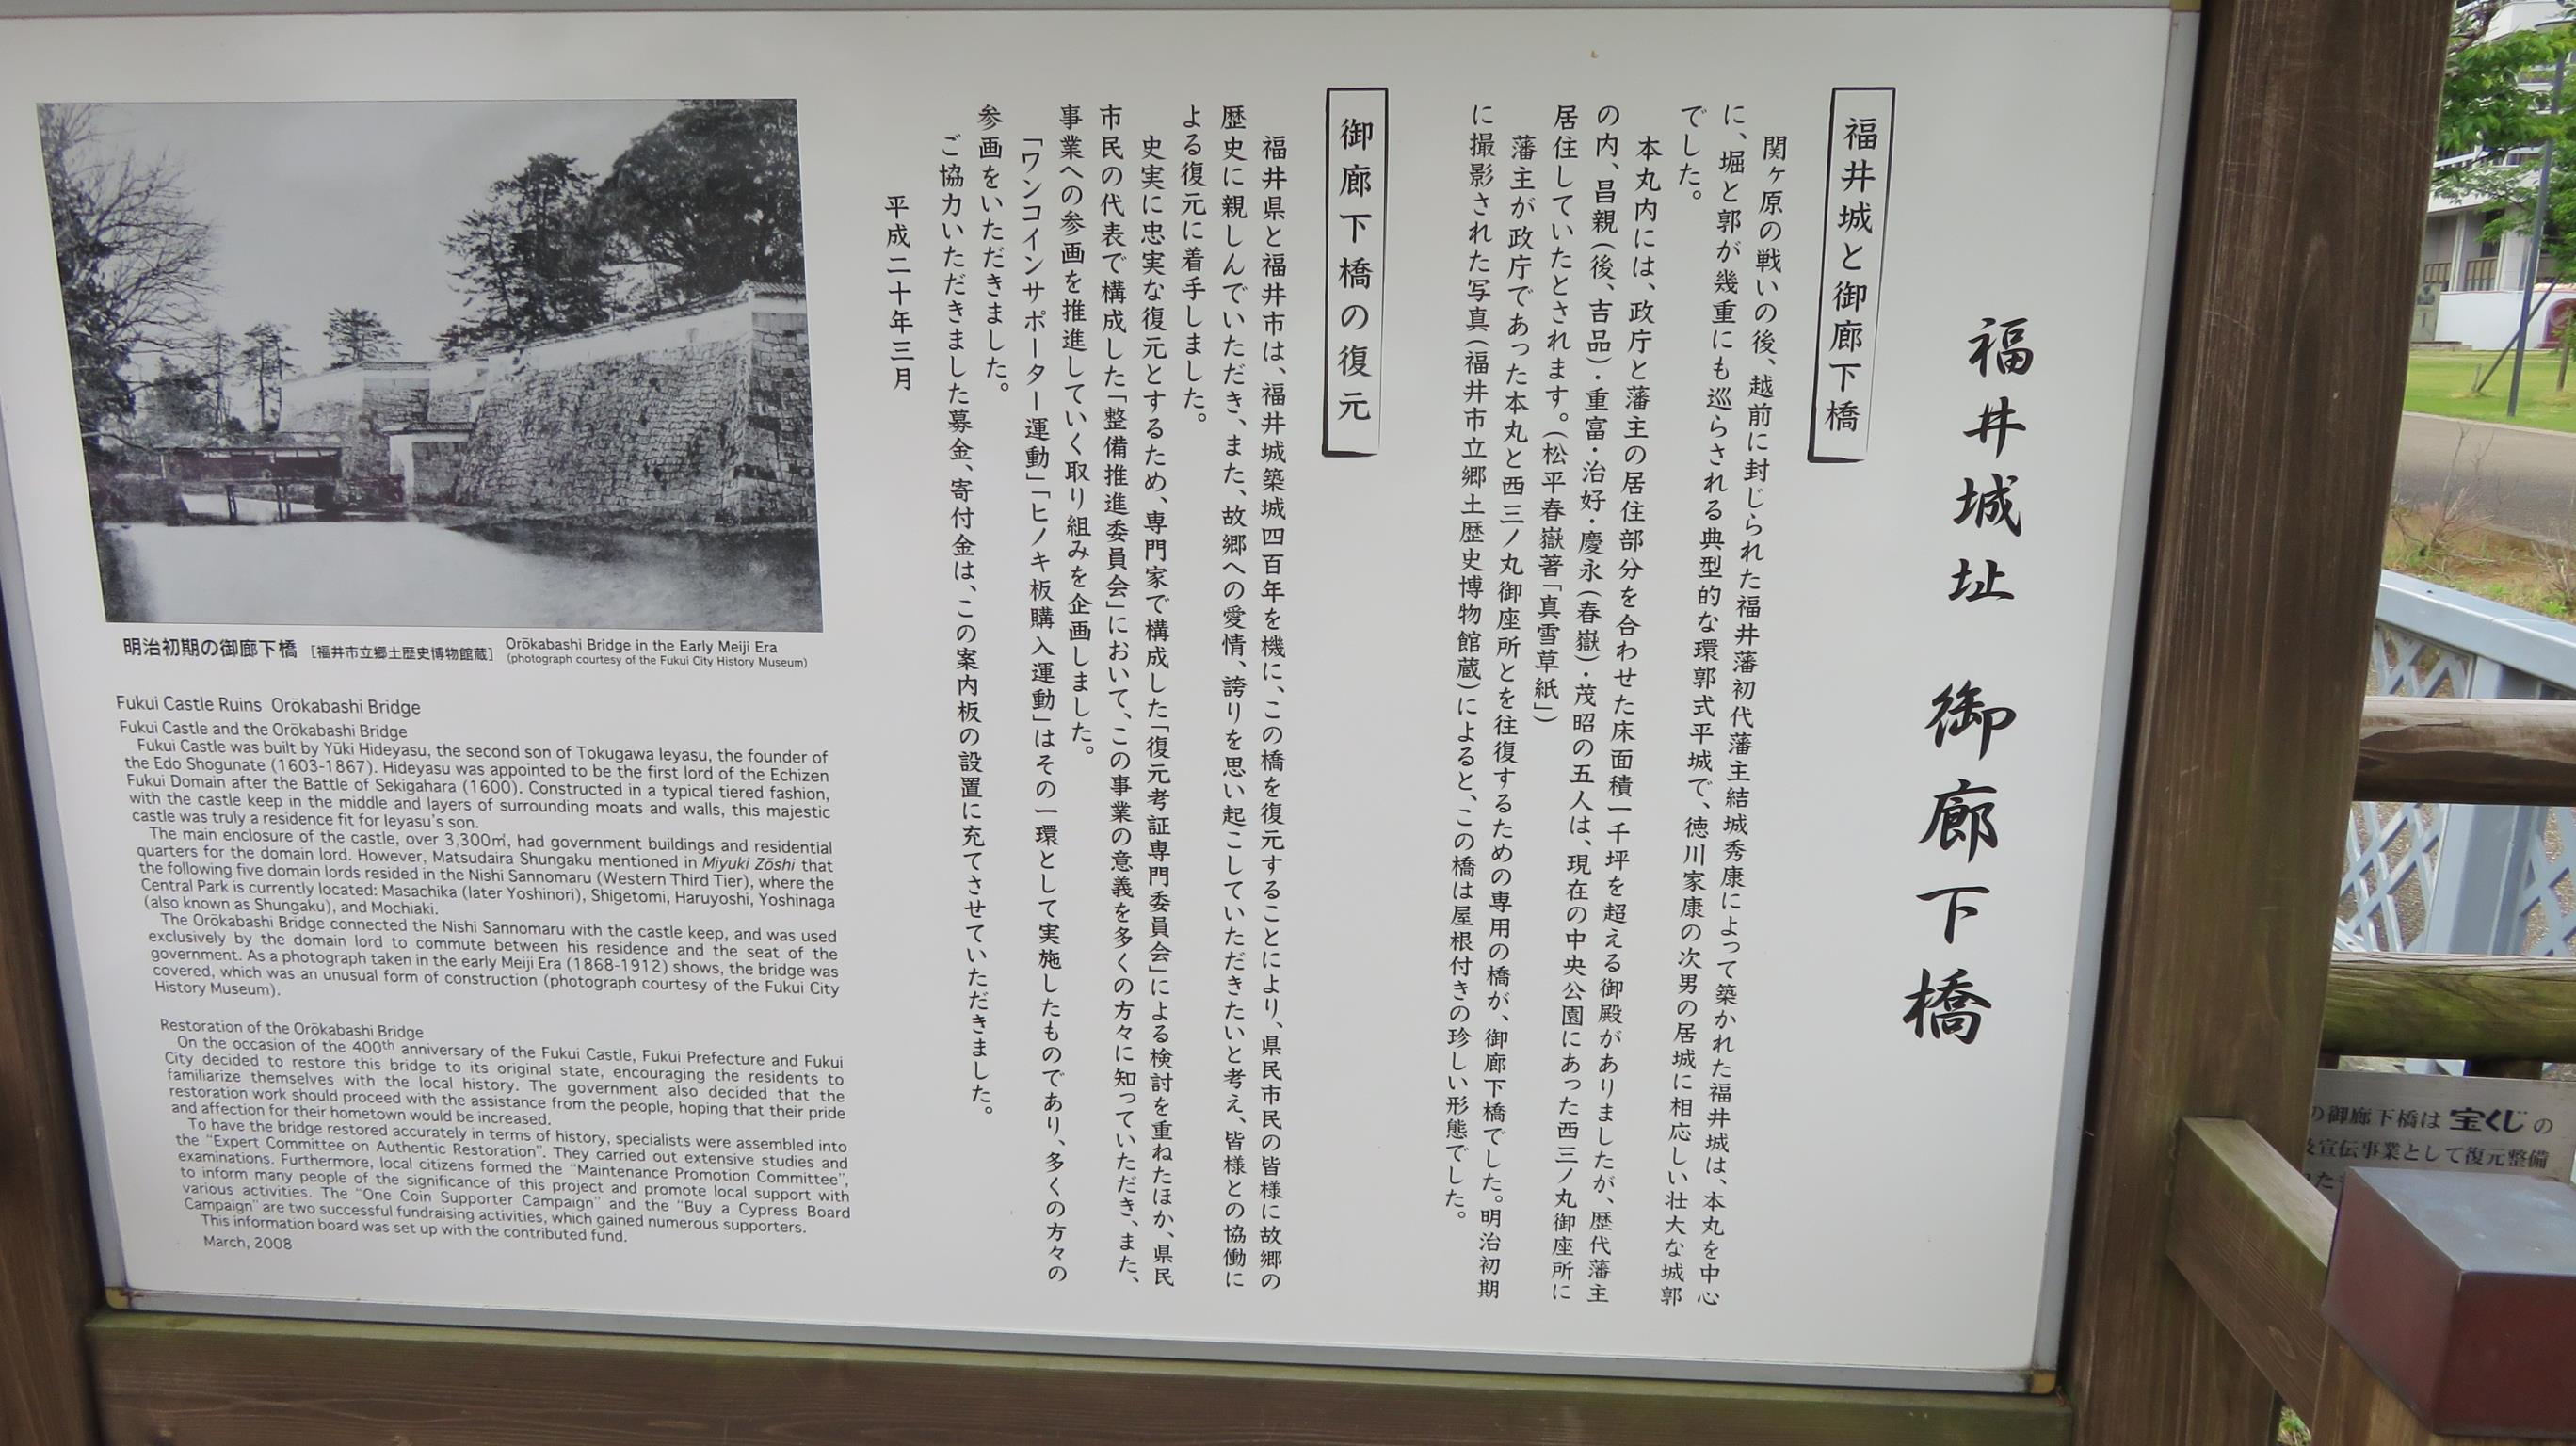 福井城址 御廊下橋
福井城と御廊下橋
関ヶ原の戦いの後、越前に封じられた福井藩初代藩主結城秀康によって築かれた福井城は、本丸を中心
に、堀と郭が幾重にも巡らされる典型的な環郭式平城で、徳川家康の次男の居城に相応しい壮大な城郭
でした。
本丸内には、政庁と藩主の居住部分を合わせた床面積一千坪を超える御殿がありましたが、歴代藩主
の内、昌親(後、吉品)・重富・治好・慶永(春嶽)・茂昭の五人は、現在の中央公園にあった西三ノ丸御座所に
居住していたとされます。(松平春嶽著「真雪草紙」)
藩主が政庁であった本丸と西三ノ丸御座所とを往復するための専用の橋が、御廊下橋でした。明治初期
に撮影された写真(福井市立郷土歴史博物館蔵)によると、この橋は屋根付きの珍しい形態でした。
御廊下橋の復元
福井県と福井市は、福井城築城四百年を機に、この橋を復元することにより、県民市民の皆様に故郷の
歴史に親しんでいただき、また、故郷への愛情、誇りを思い起こしていただきたいと考え、皆様との協働に
よる復元に着手しました。
史実に忠実な復元とするため、専門家で構成した「復元考証専門委員会」による検討を重ねたほか、県民
市民の代表で構成した「整備推進委員会」において、この事業の意義を多くの方々に知っていただき、また、
事業への参画を推進していく取り組みを企画しました。
「ワンコインサポーター運動」「ヒノキ板購入運動」はその一環として実施したものであり、多くの方々の
参画をいただきました。
ご協力いただきました募金、寄付金は、この案内板の設置に充てさせていただきました。
平成二十年三月
明治初期の御廊下橋 [福井市立郷土歴史博物館蔵]
Orōkabashi Bridge in the Early Meiji Era
(photograph courtesy of the Fukui City History Museum)
Fukui Castle Ruins Orōkabashi Bridge
Fukui Castle and the Orōkabashi Bridge
Fukui Castle was built by Yūki Hideyasu, the second son of Tokugawa Ieyasu, the founder of
the Edo Shogunate (1603-1867). Hideyasu was appointed to be the first lord of the Echizen
Fukui Domain after the Battle of Sekigahara (1600). Constructed in a typical tiered fashion,
with the castle keep in the middle and layers of surrounding moats and walls, this majestic
castle was truly a residence fit for Ieyasu's son.
The main enclosure of the castle, over 3,300㎡, had government buildings and residential
quarters for the domain lord. However, Matsudaira Shungaku mentioned in Miyuki Zōshi that
the following five domain lords resided in the Nishi Sannomaru (Western Third Tier), where the
Central Park is currently located: Masachika (later Yoshinori), Shigetomi, Haruyoshi, Yoshinaga
(also known as Shungaku), and Mochiaki.
The Orōkabashi Bridge connected the Nishi Sannomaru with the castle keep, and was used
exclusively by the domain lord to commute between his residence and the seat of the
government. As a photograph taken in the early Meiji Era (1868-1912) shows, the bridge was
covered, which was an unusual form of construction (photograph courtesy of the Fukui City
History Museum).
Restoration of the Orōkabashi Bridge
On the occasion of the 400th anniversary of the Fukui Castle, Fukui Prefecture and Fukui
City decided to restore this bridge to its original state, encouraging the residents to
familiarize themselves with the local history. The government also decided that the
restoration work should proceed with the assistance from the people, hoping that their pride
and affection for their hometown would be increased.
To have the bridge restored accurately in terms of history, specialists were assembled into
the "Expert Committee on Authentic Restoration". They carried out extensive studies and
examinations. Furthermore, local citizens formed the "Maintenance Promotion Committee",
to inform many people of the significance of this project and promote local support with
various activities. The "One Coin Supporter Campaign" and the "Buy a Cypress Board
Campaign" are two successful fundraising activities, which gained numerous supporters.
This information board was set up with the contributed fund.
March, 2008
の御廊下橋は 宝くじ の
宣伝事業として復元整備